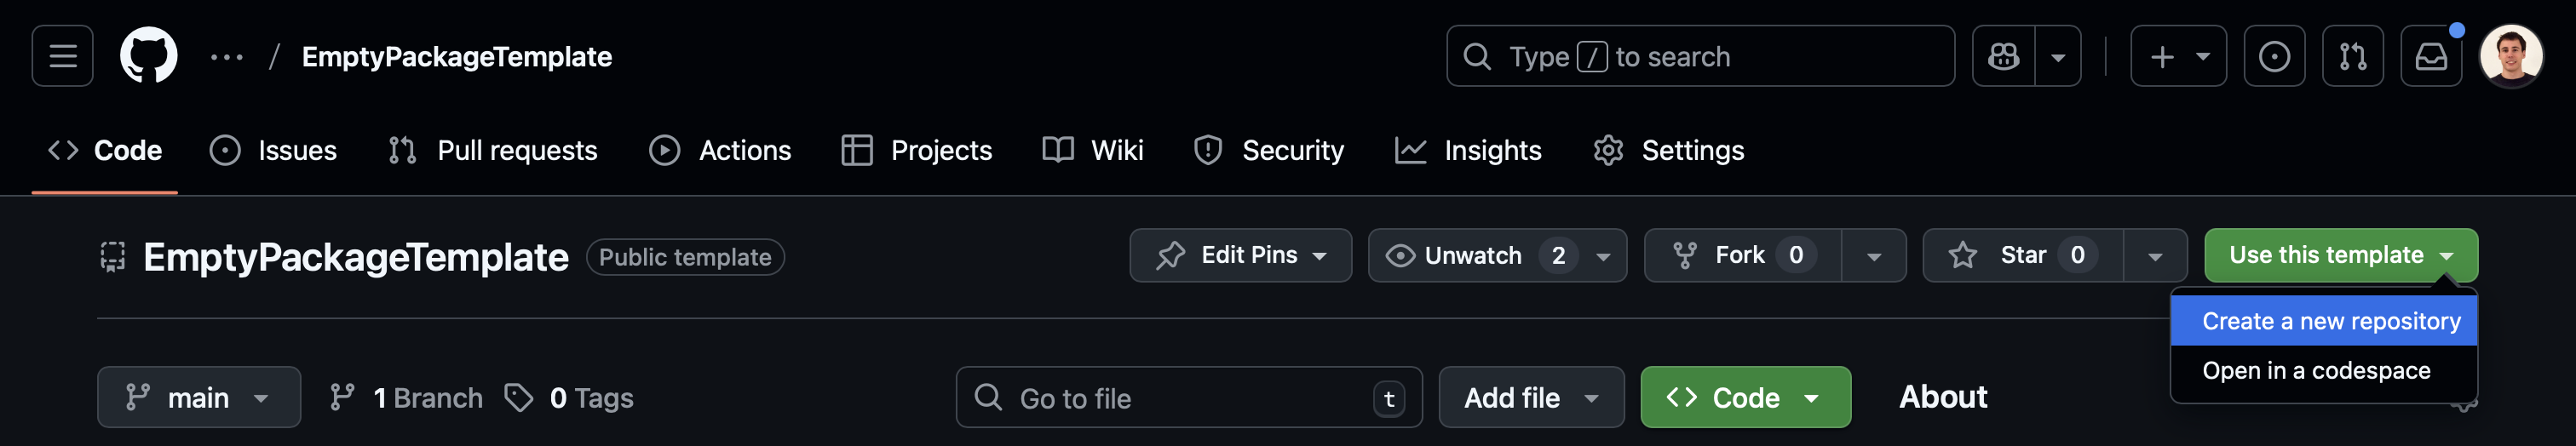 ... / EmptyPackageTemplate
Type / to search
Code Issues Pull requests Actions Projects Wiki Security Insights Settings
EmptyPackageTemplate Public template Edit Pins Unwatch 2 Fork 0 Star 0 Use this template
Create a new repository
Open in a codespace
main 1 Branch 0 Tags Go to file t Add file Code About